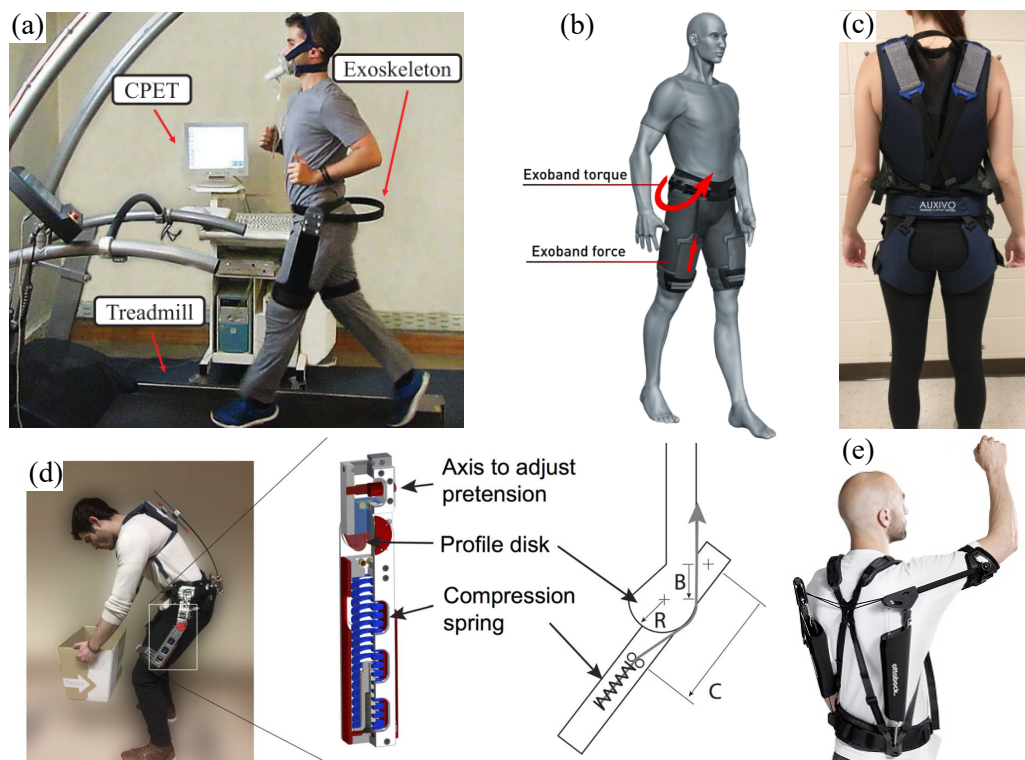 (a)
Exoskeleton
CPET
Treadmill
(b)
Exoband torque
Exoband force
(c)
AUXIVO
(d)
Axis to adjust
pretension
Profile disk
Compression
spring
B
R
C
(e)
ottobock.